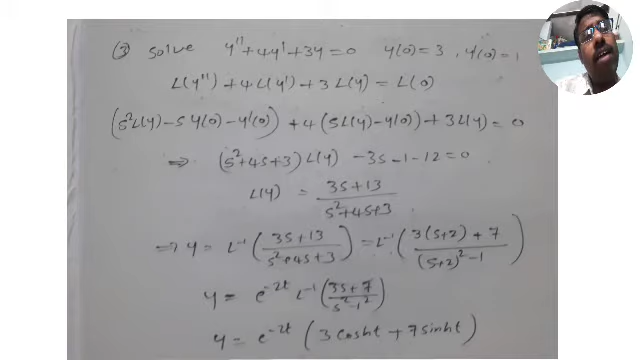 ③ Solve y'' + 4y' + 3y = 0 y(0) = 3, y'(0) = 1
L(y'') + 4L(y') + 3L(y) = L(0)
(s²L(y) - s y(0) - y'(0)) + 4(sL(y) - y(0)) + 3L(y) = 0
⇒ (s² + 4s + 3) L(y) - 3s - 1 - 12 = 0
L(y) = (3s + 13)/(s² + 4s + 3)
⇒ y = L⁻¹((3s + 13)/(s² + 4s + 3)) = L⁻¹((3(s+2) + 7)/((s+2)² - 1))
y = e^(-2t) L⁻¹((3s + 7)/(s² - 1²))
y = e^(-2t) (3 cosht + 7 sinht)